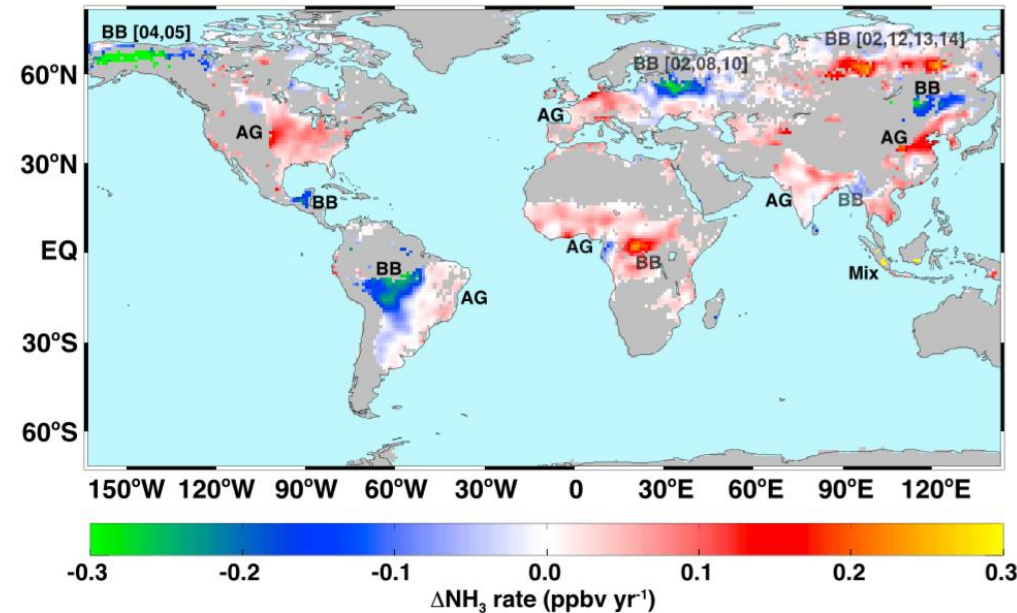 BB [04,05]
BB [02,12,13,14]
60°N
BB [02,08,10]
BB
AG
AG
AG
30°N
BB
AG
BB
EQ
AG
BB
BB
Mix
AG
30°S
60°S
150°W 120°W 90°W 60°W 30°W 0 30°E 60°E 90°E 120°E
-0.3 -0.2 -0.1 0.0 0.1 0.2 0.3
ΔNH₃ rate (ppbv yr⁻¹)